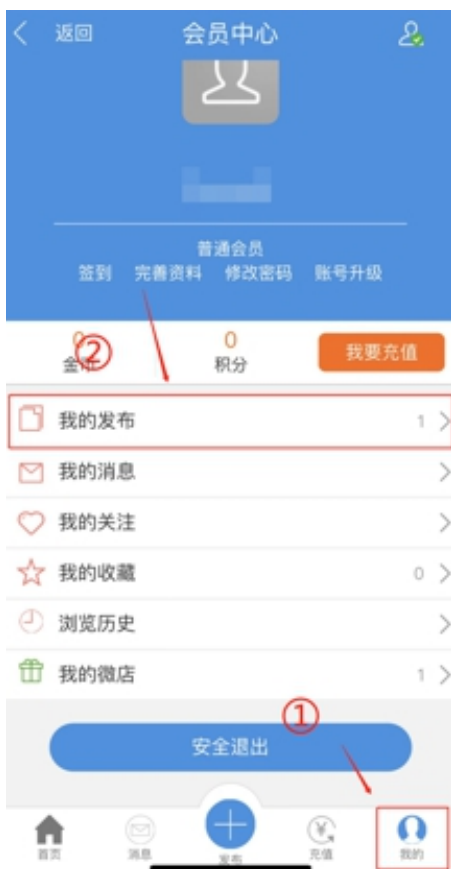 返回 会员中心
普通会员
签到 完善资料 修改密码 账号升级
0 ② 0
金币 积分 我要充值
我的发布 1
我的消息
我的关注
我的收藏 0
浏览历史
我的微店 1
①
安全退出
首页 消息 发布 充值 我的